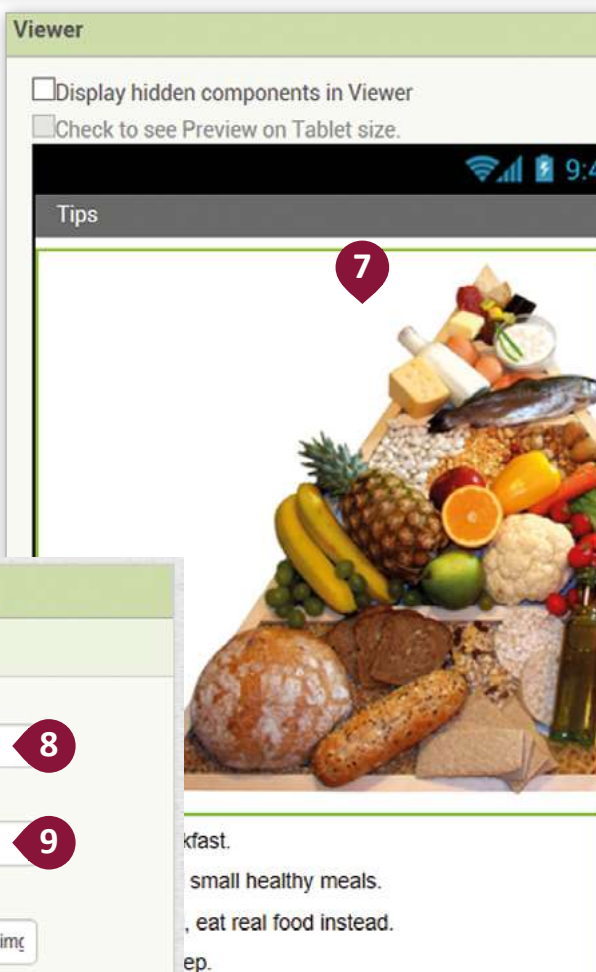 Viewer
Display hidden components in Viewer
Check to see Preview on Tablet size.
9:4
Tips
7
8
9
kfast.
small healthy meals.
, eat real food instead.
ep.
img